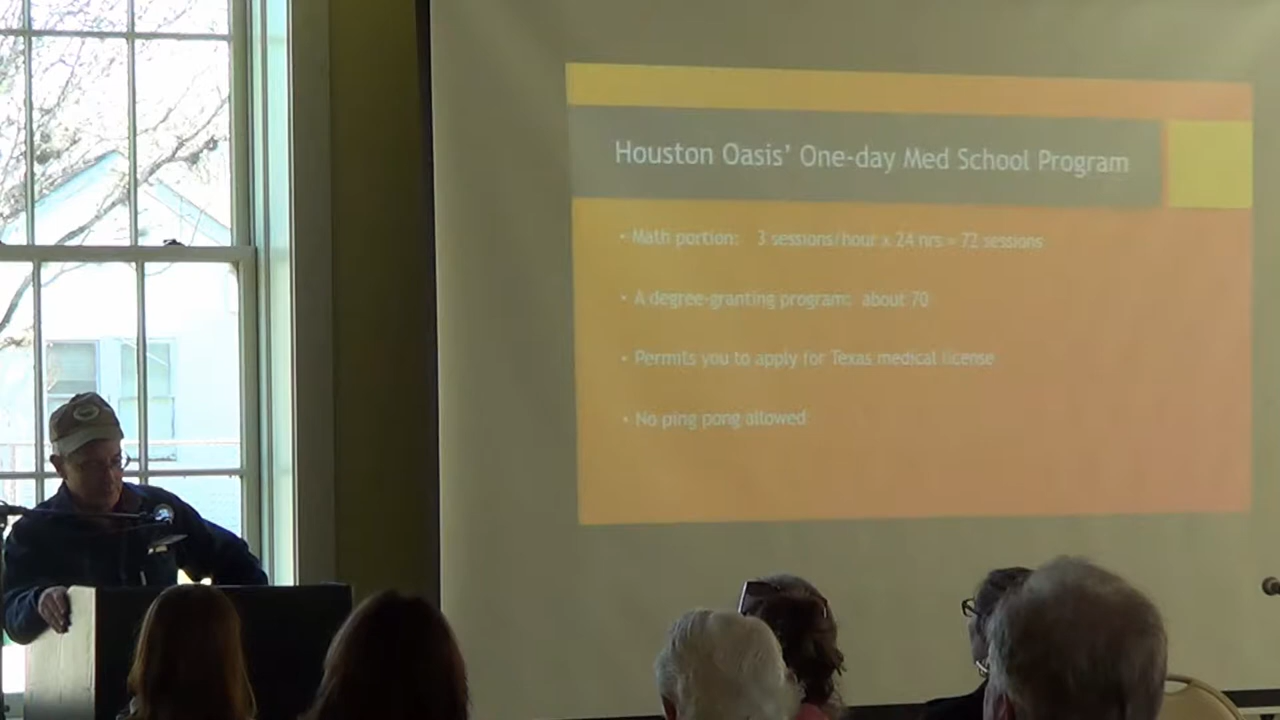 Houston Oasis' One-day Med School Program
• Math portion: 3 sessions/hour x 24 hrs = 72 sessions
• A degree-granting program: about 70
• Permits you to apply for Texas medical license
• No ping pong allowed